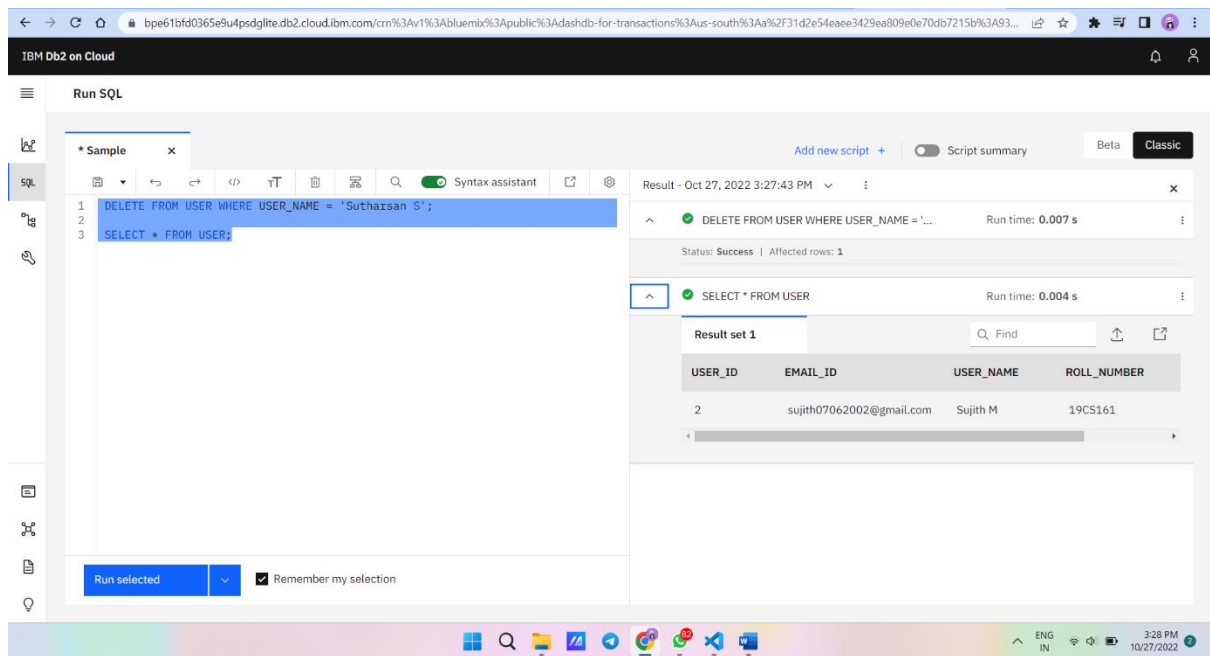 bpe61bfd0365e9u4psdglite.db2.cloud.ibm.com/crn%3Av1%3Abluemix%3Apublic%3Adashdb-for-transactions%3Aus-south%3Aa%2F31d2e54eaee3429ea809e0e70db7215b%3A93...
IBM Db2 on Cloud
Run SQL
* Sample x
Add new script +
Script summary
Beta
Classic
SQL
Syntax assistant
Result - Oct 27, 2022 3:27:43 PM
1 DELETE FROM USER WHERE USER_NAME = 'Sutharsan S';
2
3 SELECT * FROM USER;
DELETE FROM USER WHERE USER_NAME = '... Run time: 0.007 s
Status: Success | Affected rows: 1
SELECT * FROM USER Run time: 0.004 s
Result set 1
Find
USER_ID EMAIL_ID USER_NAME ROLL_NUMBER
2 sujith07062002@gmail.com Sujith M 19CS161
Run selected
Remember my selection
82
ENG
IN
3:28 PM
10/27/2022
2